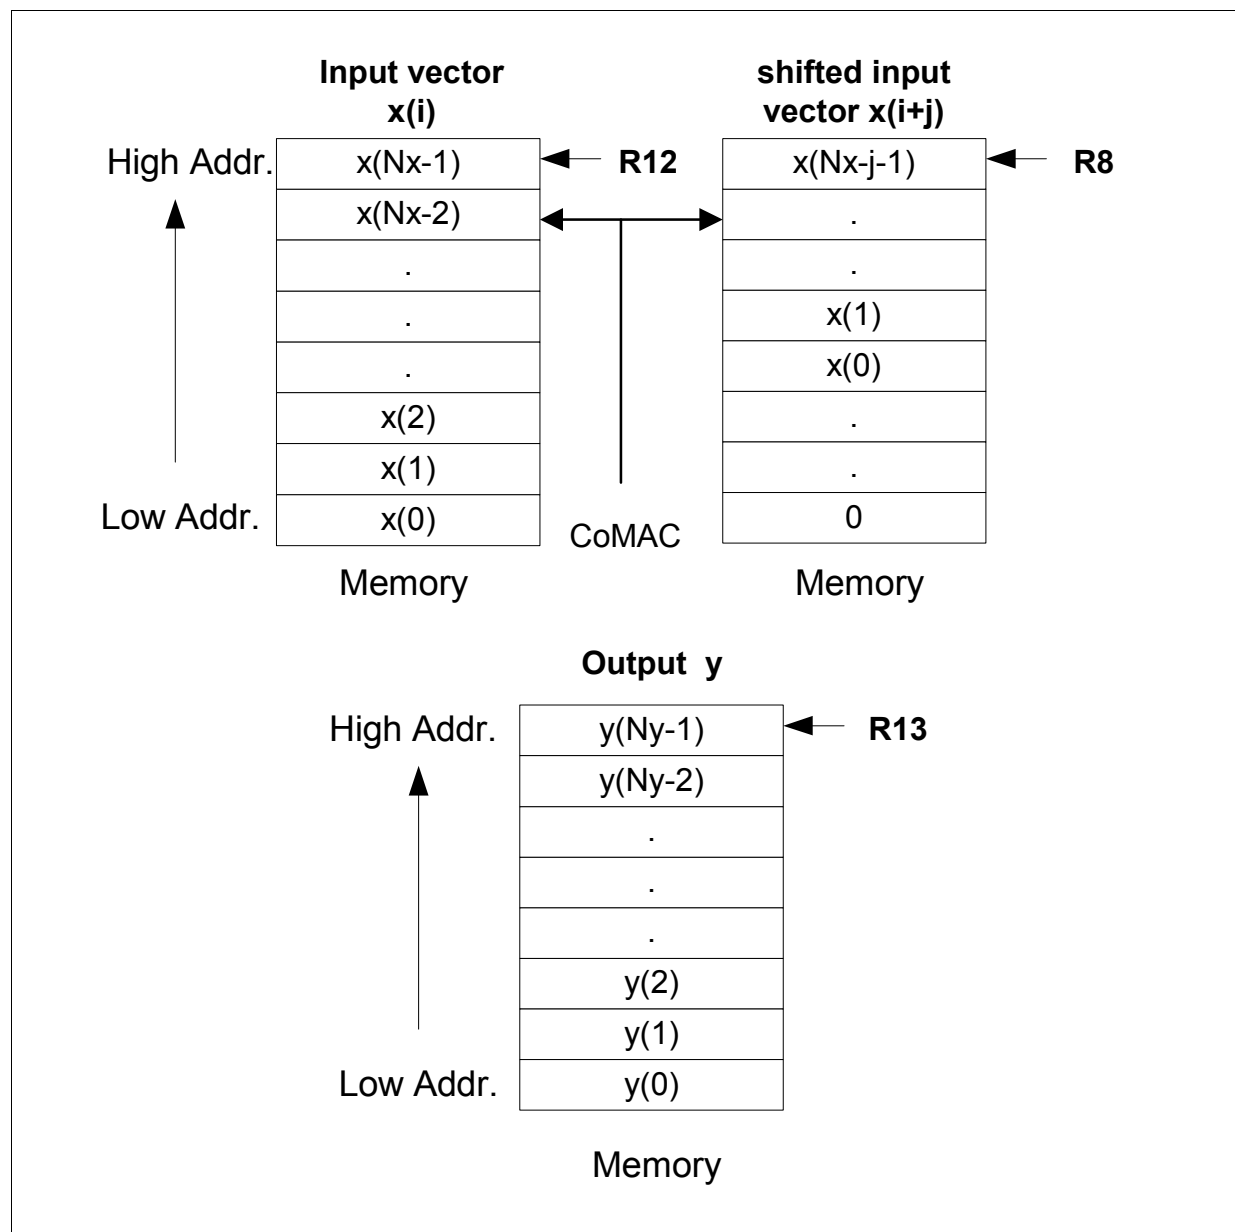 Input vector
x(i)
shifted input
vector x(i+j)
High Addr.
x(Nx-1)
R12
x(Nx-j-1)
R8
x(Nx-2)
.
.
.
.
x(1)
.
x(0)
x(2)
.
x(1)
.
Low Addr.
x(0)
CoMAC
0
Memory
Memory
Output y
High Addr.
y(Ny-1)
R13
y(Ny-2)
.
.
.
y(2)
y(1)
Low Addr.
y(0)
Memory